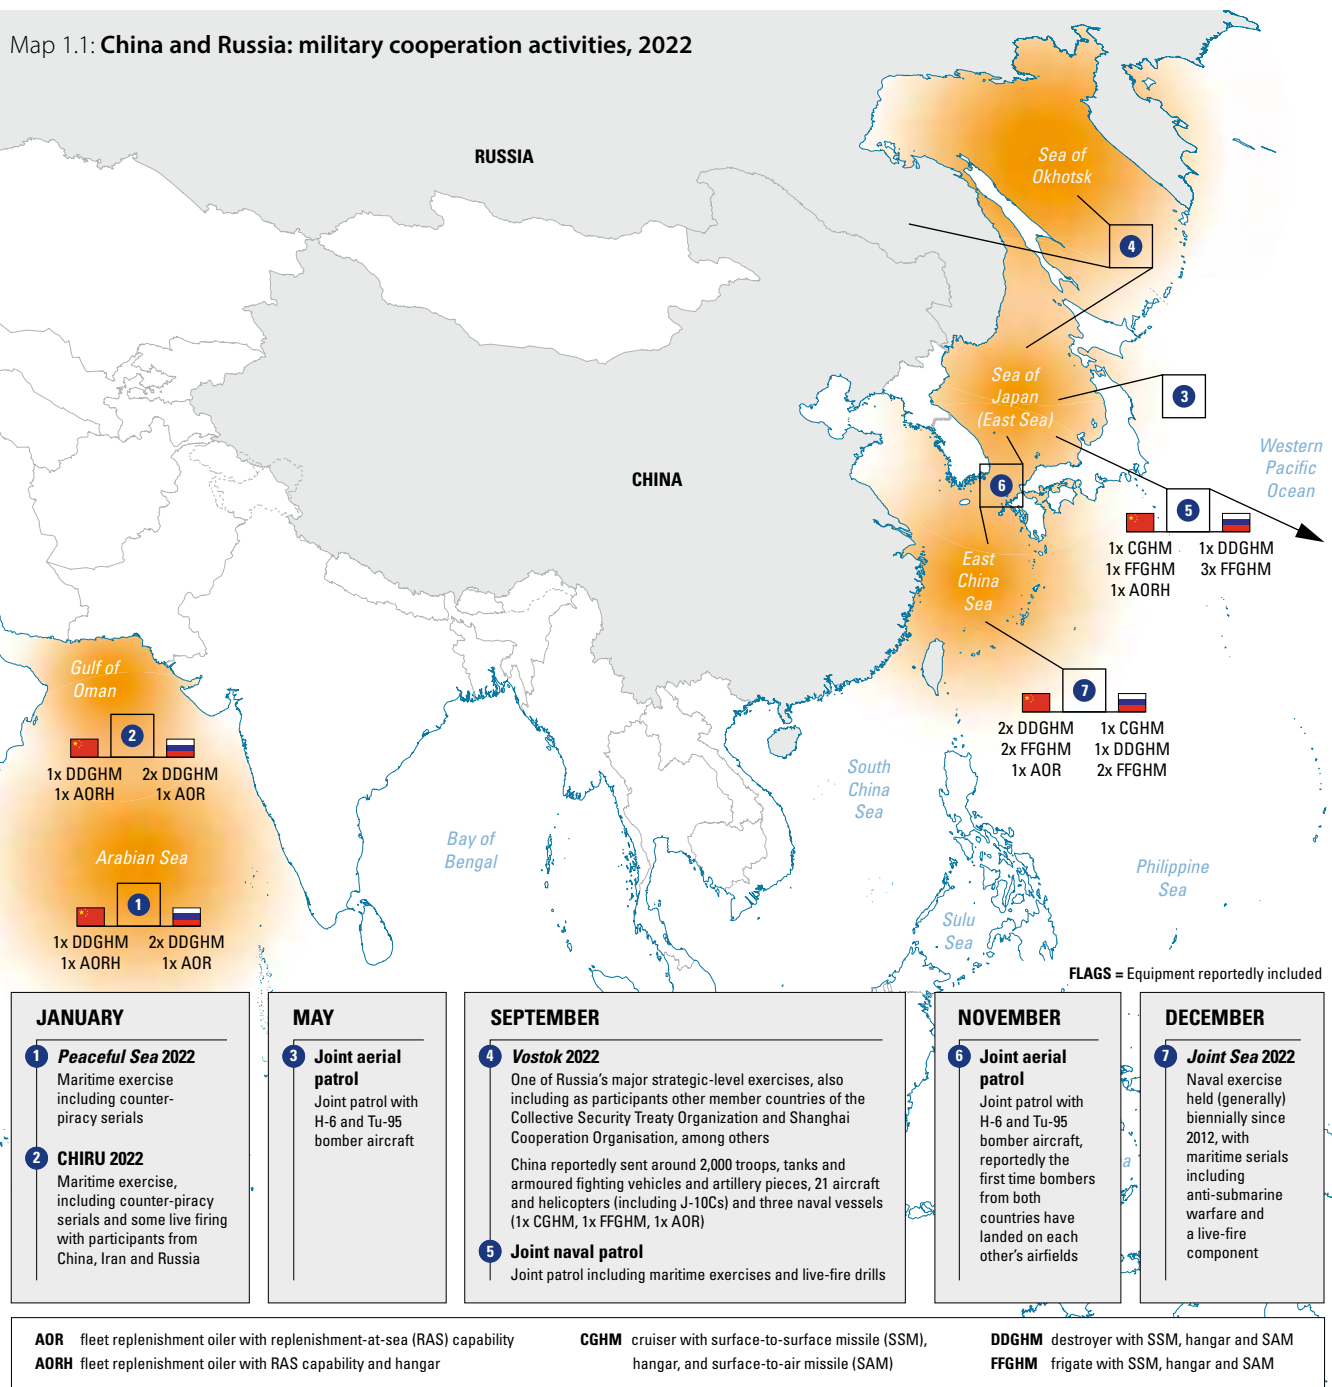 Map 1.1: China and Russia: military cooperation activities, 2022
RUSSIA
Sea of
Okhotsk
4
Sea of
Japan
(East Sea)
3
CHINA
Western
Pacific
Ocean
6
5
1x CGHM
1x FFGHM
1x AORH
1x DDGHM
3x FFGHM
East
China
Sea
Gulf of
Oman
7
2x DDGHM
2x FFGHM
1x AOR
1x CGHM
1x DDGHM
2x FFGHM
2
1x DDGHM
1x AORH
2x DDGHM
1x AOR
South
China
Sea
Bay of
Bengal
Arabian Sea
Philippine
Sea
1
1x DDGHM
1x AORH
2x DDGHM
1x AOR
Sulu
Sea
FLAGS = Equipment reportedly included
JANUARY
1 Peaceful Sea 2022
Maritime exercise
including counter-
piracy serials
2 CHIRU 2022
Maritime exercise,
including counter-piracy
serials and some live firing
with participants from
China, Iran and Russia
MAY
3 Joint aerial
patrol
Joint patrol with
H-6 and Tu-95
bomber aircraft
SEPTEMBER
4 Vostok 2022
One of Russia's major strategic-level exercises, also
including as participants other member countries of the
Collective Security Treaty Organization and Shanghai
Cooperation Organisation, among others
China reportedly sent around 2,000 troops, tanks and
armoured fighting vehicles and artillery pieces, 21 aircraft
and helicopters (including J-10Cs) and three naval vessels
(1x CGHM, 1x FFGHM, 1x AOR)
5 Joint naval patrol
Joint patrol including maritime exercises and live-fire drills
NOVEMBER
6 Joint aerial
patrol
Joint patrol with
H-6 and Tu-95
bomber aircraft,
reportedly the
first time bombers
from both
countries have
landed on each
other's airfields
DECEMBER
7 Joint Sea 2022
Naval exercise
held (generally)
biennially since
2012, with
maritime serials
including
anti-submarine
warfare and
a live-fire
component
AOR fleet replenishment oiler with replenishment-at-sea (RAS) capability
AORH fleet replenishment oiler with RAS capability and hangar
CGHM cruiser with surface-to-surface missile (SSM),
hangar, and surface-to-air missile (SAM)
DDGHM destroyer with SSM, hangar and SAM
FFGHM frigate with SSM, hangar and SAM